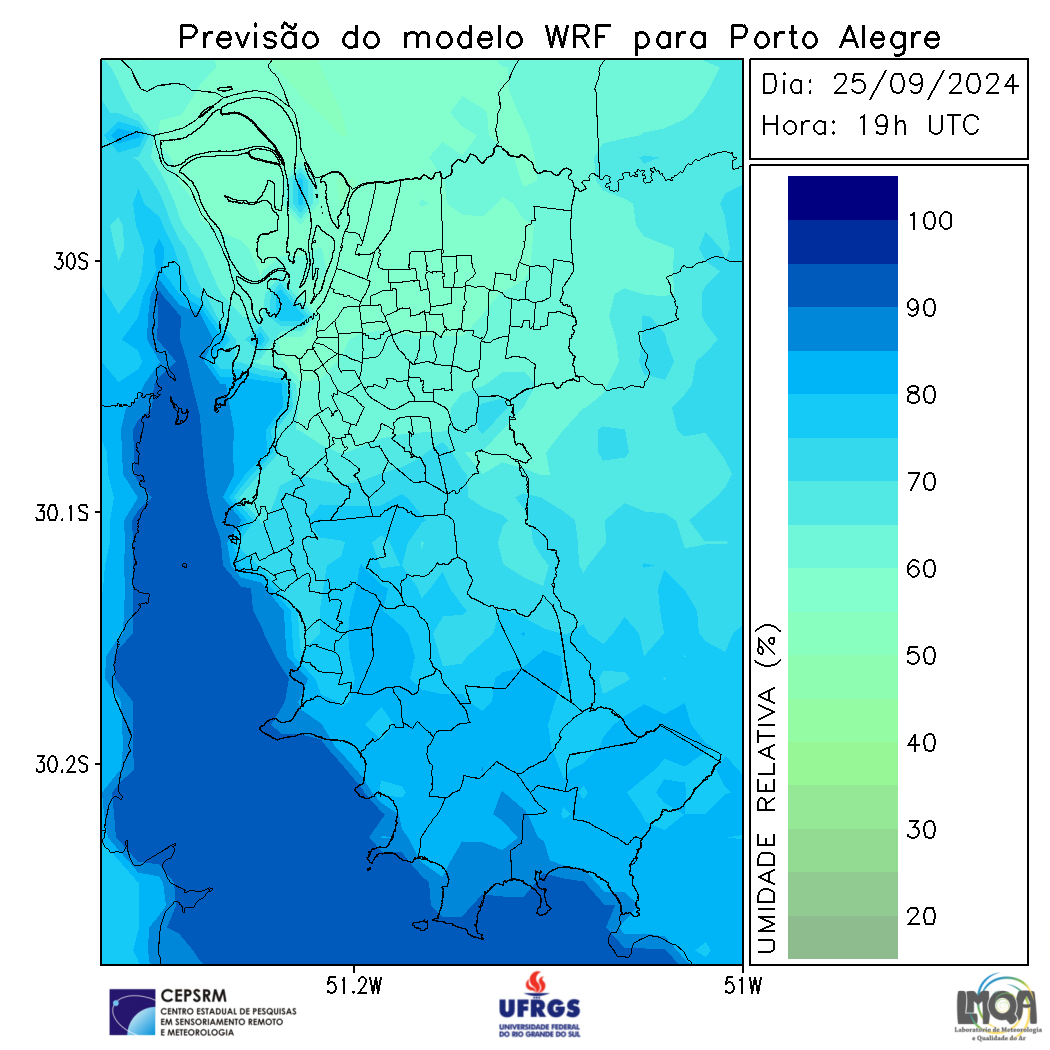 Previsão do modelo WRF para Porto Alegre
Dia: 25/09/2024
Hora: 19h UTC
30S
30.1S
30.2S
51.2W
51W
100
90
80
70
60
50
40
30
20
UMIDADE RELATIVA (%)
CEPSRM
CENTRO ESTADUAL DE PESQUISAS
EM SENSORIAMENTO REMOTO
E METEOROLOGIA
UFRGS
UNIVERSIDADE FEDERAL
DO RIO GRANDE DO SUL
LMQA
Laboratório de Meteorologia
e Qualidade do Ar